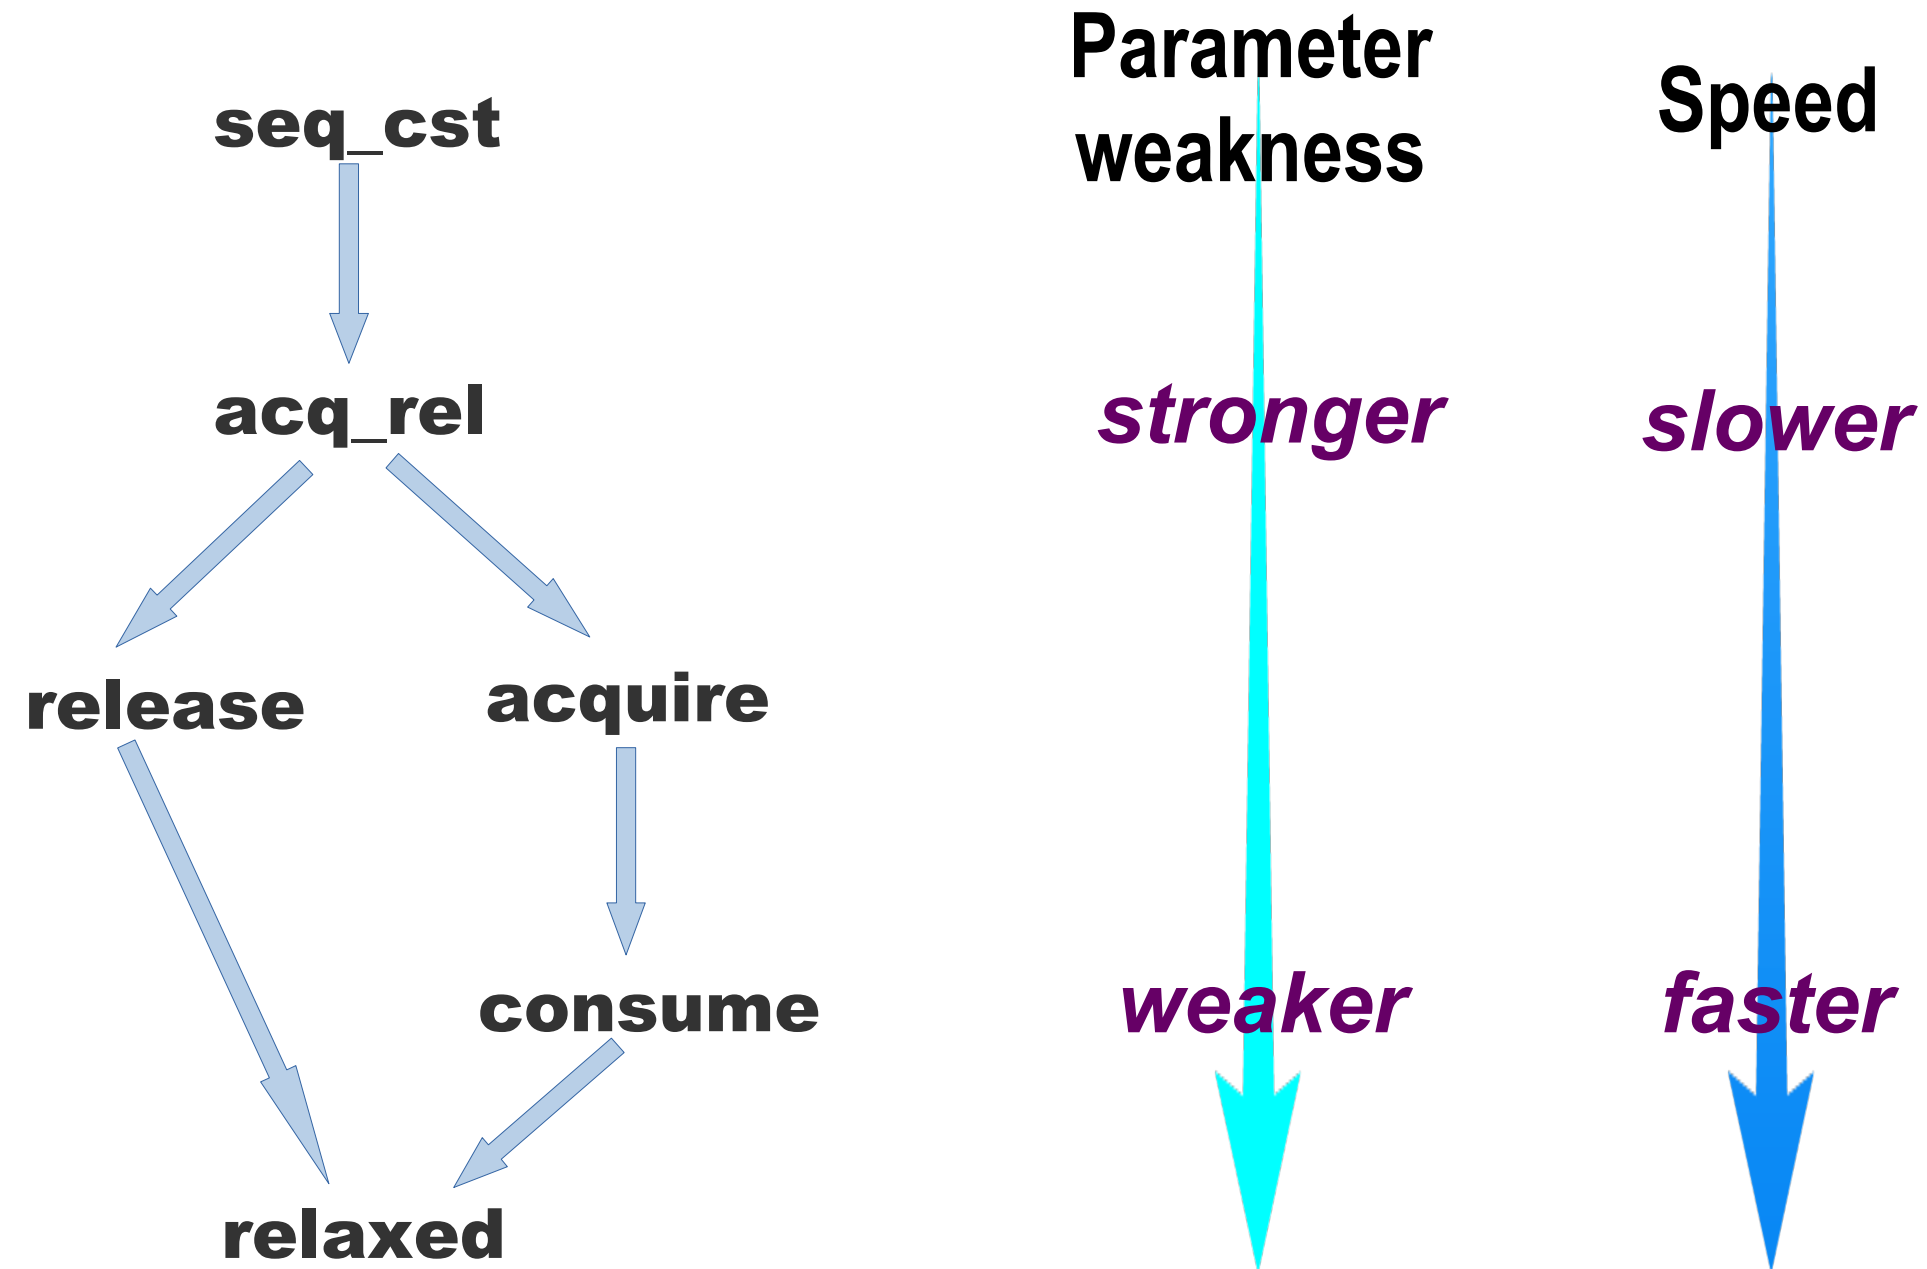 seq_cst
acq_rel
release
acquire
consume
relaxed
Parameter
weakness
stronger
weaker
Speed
slower
faster